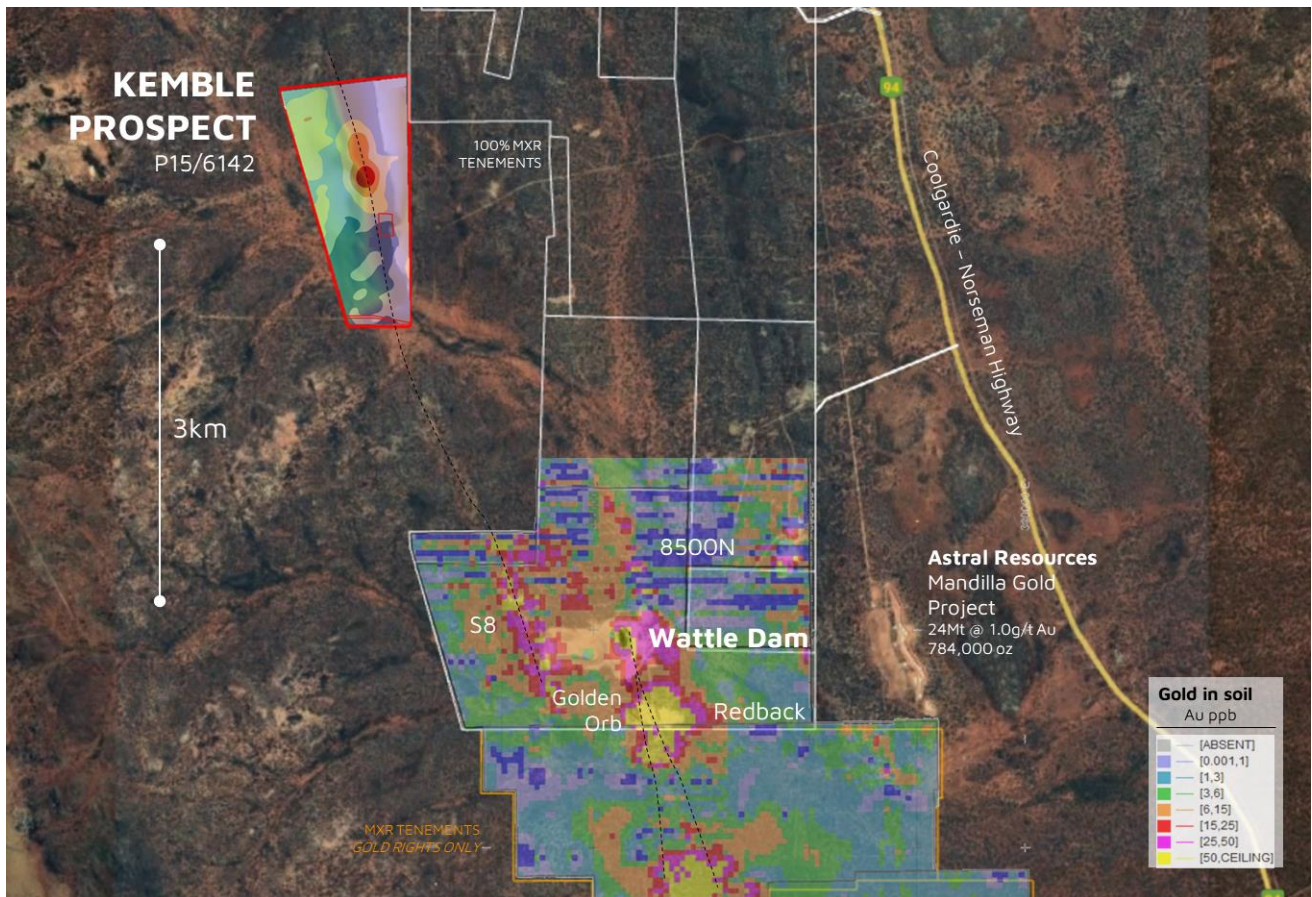 KEMBLE
PROSPECT
P15/6142
100% MXR
TENEMENTS
94
Coolgardie – Norseman Highway
3km
8500N
S8
Wattle Dam
Golden
Orb
Redback
Astral Resources
Mandilla Gold
Project
24Mt @ 1.0g/t Au
784,000 oz
MXR TENEMENTS
GOLD RIGHTS ONLY
Gold in soil
Au ppb
[ABSENT]
[0.001,1]
[1,3]
[3,6]
[6,15]
[15,25]
[25,50]
[50,CEILING]